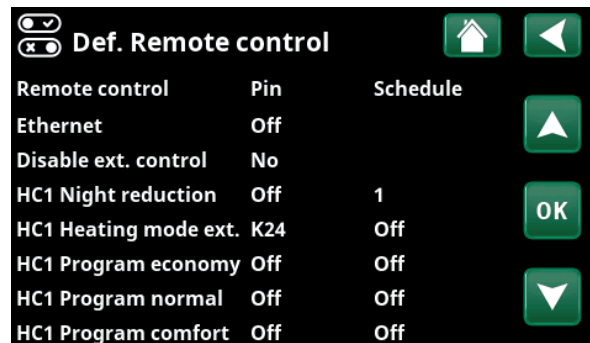 Def. Remote control
Remote control Pin Schedule
Ethernet Off
Disable ext. control No
HC1 Night reduction Off 1
HC1 Heating mode ext. K24 Off
HC1 Program economy Off Off
HC1 Program normal Off Off
HC1 Program comfort Off Off
OK